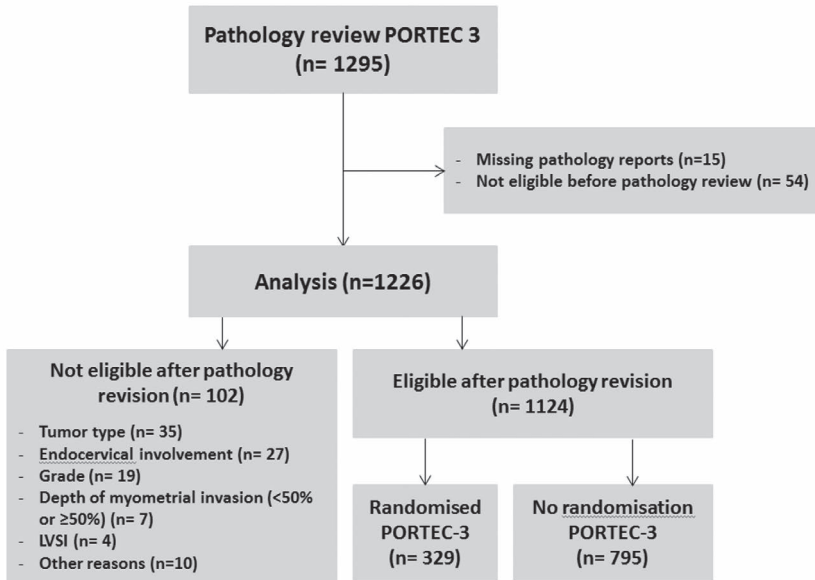 Pathology review PORTEC 3
(n= 1295)
- Missing pathology reports (n=15)
- Not eligible before pathology review (n= 54)
Analysis (n=1226)
Not eligible after pathology
revision (n= 102)
- Tumor type (n= 35)
- Endocervical involvement (n= 27)
- Grade (n= 19)
- Depth of myometrial invasion (<50%
or ≥50%) (n= 7)
- LVSI (n= 4)
- Other reasons (n=10)
Eligible after pathology revision
(n= 1124)
Randomised
PORTEC-3
(n= 329)
No randomisation
PORTEC-3
(n= 795)